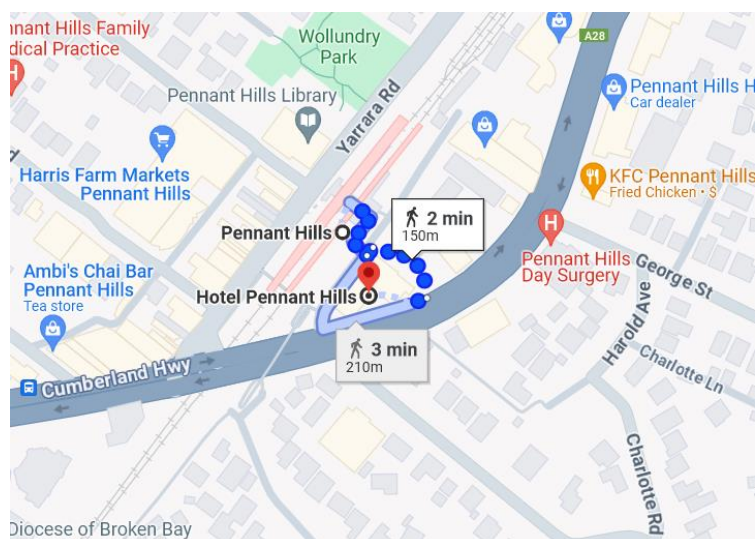 nnant Hills Family
dical Practice
Wollundry
Park
A28
Pennant Hills Library
Yarrara Rd
Pennant Hills H
Car dealer
Harris Farm Markets
Pennant Hills
KFC Pennant Hills
Fried Chicken • $
2 min
150m
Pennant Hills
Pennant Hills
Day Surgery
George St
Ambi's Chai Bar
Pennant Hills
Tea store
Hotel Pennant Hills
Harold Ave
3 min
210m
Charlotte Ln
Cumberland Hwy
Charlotte Rd
Diocese of Broken Bay